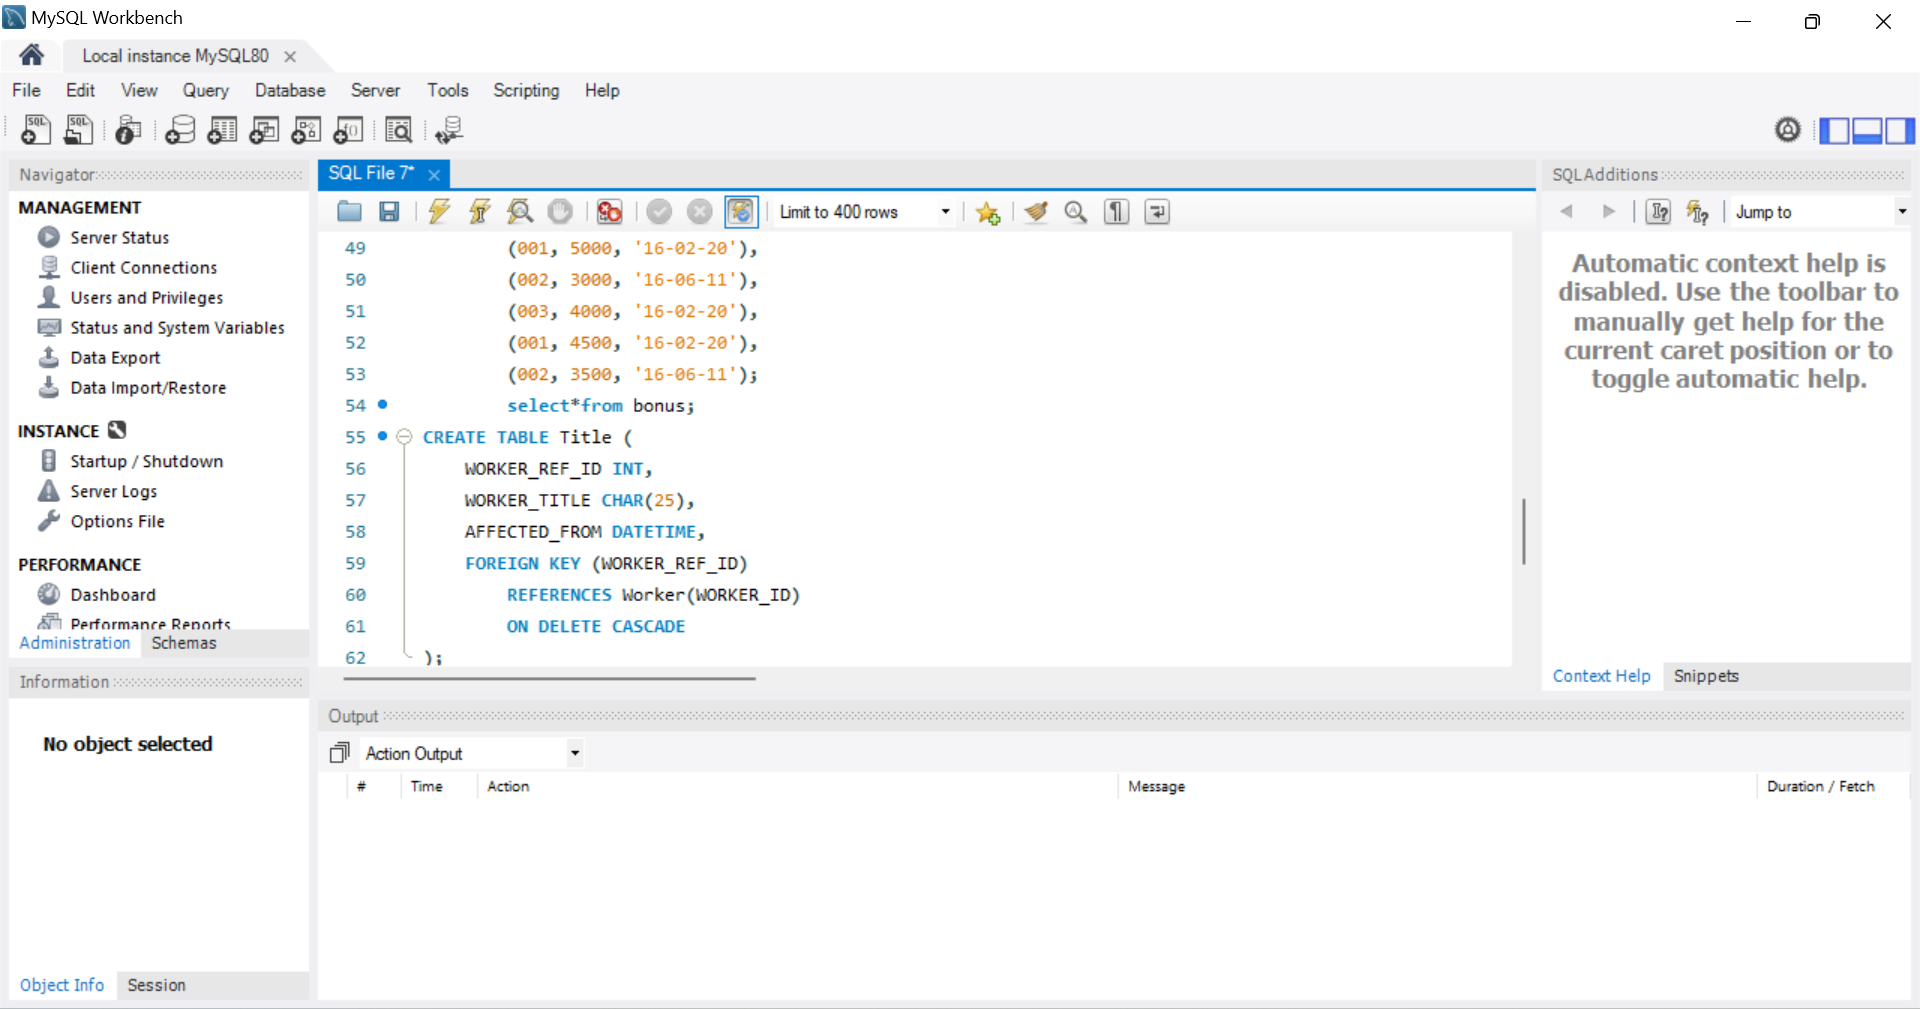 MySQL Workbench
Local instance MySQL80
File Edit View Query Database Server Tools Scripting Help
Navigator
MANAGEMENT
Server Status
Client Connections
Users and Privileges
Status and System Variables
Data Export
Data Import/Restore
INSTANCE
Startup / Shutdown
Server Logs
Options File
PERFORMANCE
Dashboard
Performance Reports
Administration Schemas
Information
No object selected
Object Info Session
SQL File 7*
Limit to 400 rows
49 (001, 5000, '16-02-20'),
50 (002, 3000, '16-06-11'),
51 (003, 4000, '16-02-20'),
52 (001, 4500, '16-02-20'),
53 (002, 3500, '16-06-11');
54 select*from bonus;
55 CREATE TABLE Title (
56 WORKER_REF_ID INT,
57 WORKER_TITLE CHAR(25),
58 AFFECTED_FROM DATETIME,
59 FOREIGN KEY (WORKER_REF_ID)
60 REFERENCES Worker(WORKER_ID)
61 ON DELETE CASCADE
62 );
SQLAdditions
Jump to
Automatic context help is
disabled. Use the toolbar to
manually get help for the
current caret position or to
toggle automatic help.
Context Help Snippets
Output
Action Output
# Time Action Message Duration / Fetch